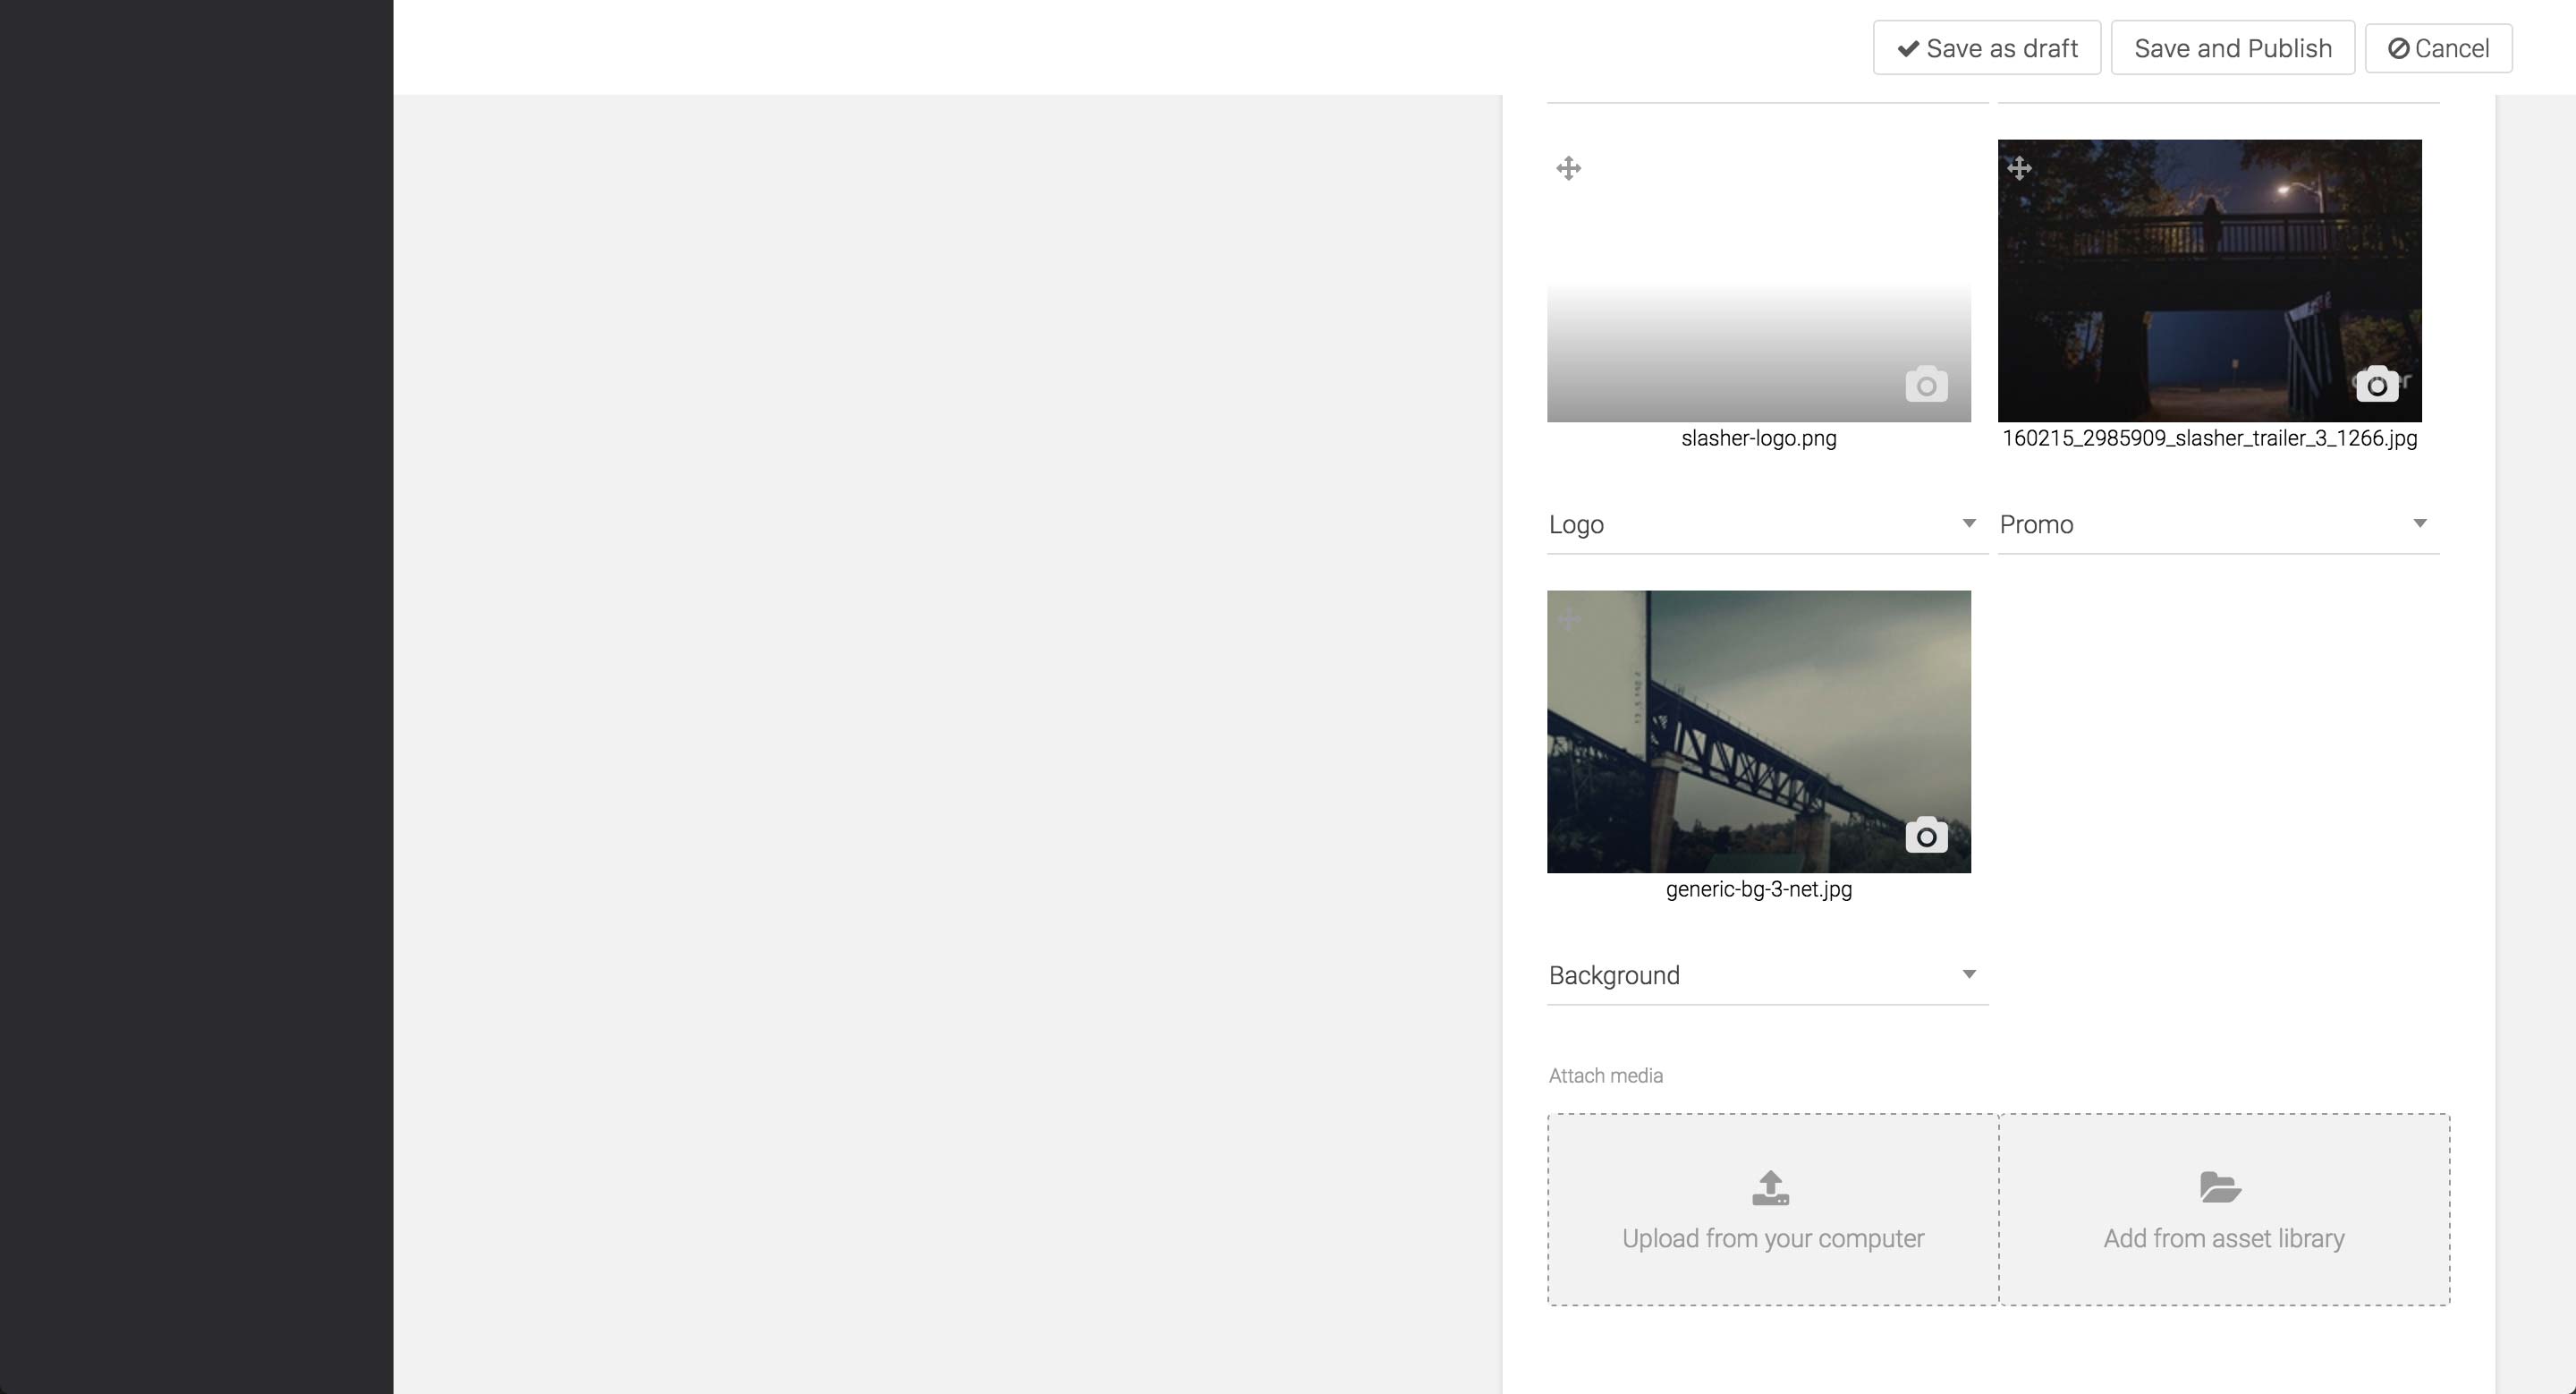 Save as draft
Save and Publish
Cancel
slasher-logo.png
160215_2985909_slasher_trailer_3_1266.jpg
Logo
Promo
generic-bg-3-net.jpg
Background
Attach media
Upload from your computer
Add from asset library